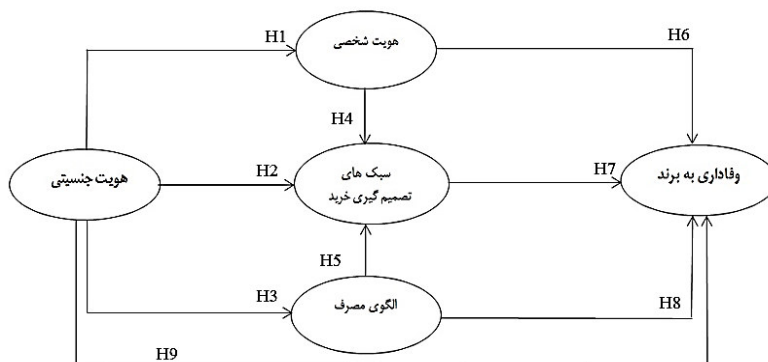 H1
هویت شخصی
H6
H4
هویت جنسیتی
H2
سبک های
تصمیم گیری خرید
H7
وفاداری به برند
H5
H3
الگوی مصرف
H8
H9